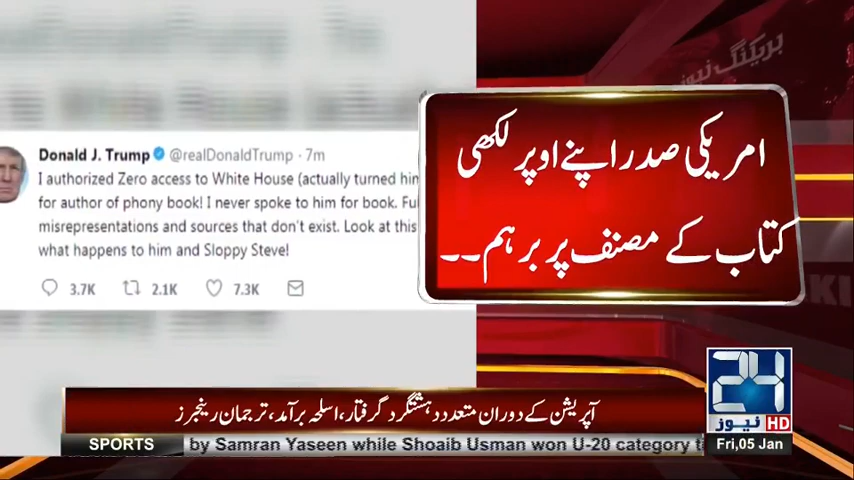 بریکنگ نیوز
Donald J. Trump @realDonaldTrump · 7m
I authorized Zero access to White House (actually turned him
for author of phony book! I never spoke to him for book. Ful
misrepresentations and sources that don't exist. Look at this
what happens to him and Sloppy Steve!
3.7K 2.1K 7.3K
امریکی صدر اپنے اوپر لکھی
کتاب کے مصنف پر برہم۔۔
آپریشن کے دوران متعدد دہشتگرد گرفتار، اسلحہ برآمد، ترجمان رینجرز
24
نیوز HD
SPORTS by Samran Yaseen while Shoaib Usman won U-20 category t
Fri,05 Jan